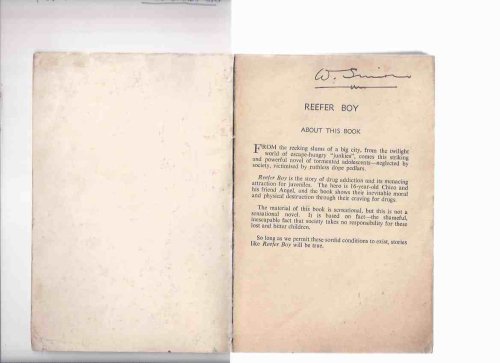 W.
REEFER BOY
ABOUT THIS BOOK
FROM the reeking slums of a big city, from the twilight
world of escape-hungry "junkies", comes this striking
and powerful novel of tormented adolescents—neglected by
society, victimised by ruthless dope pedlars.
Reefer Boy is the story of drug addiction and its menacing
attraction for juveniles. The hero is 16-year-old Chico and
his friend Angel, and the book shows their inevitable moral
and physical destruction through their craving for drugs.
The material of this book is sensational, but this is not a
sensational novel. It is based on fact—the shameful,
inescapable fact that society takes no responsibility for these
lost and bitter children.
So long as we permit these sordid conditions to exist, stories
like Reefer Boy will be true.